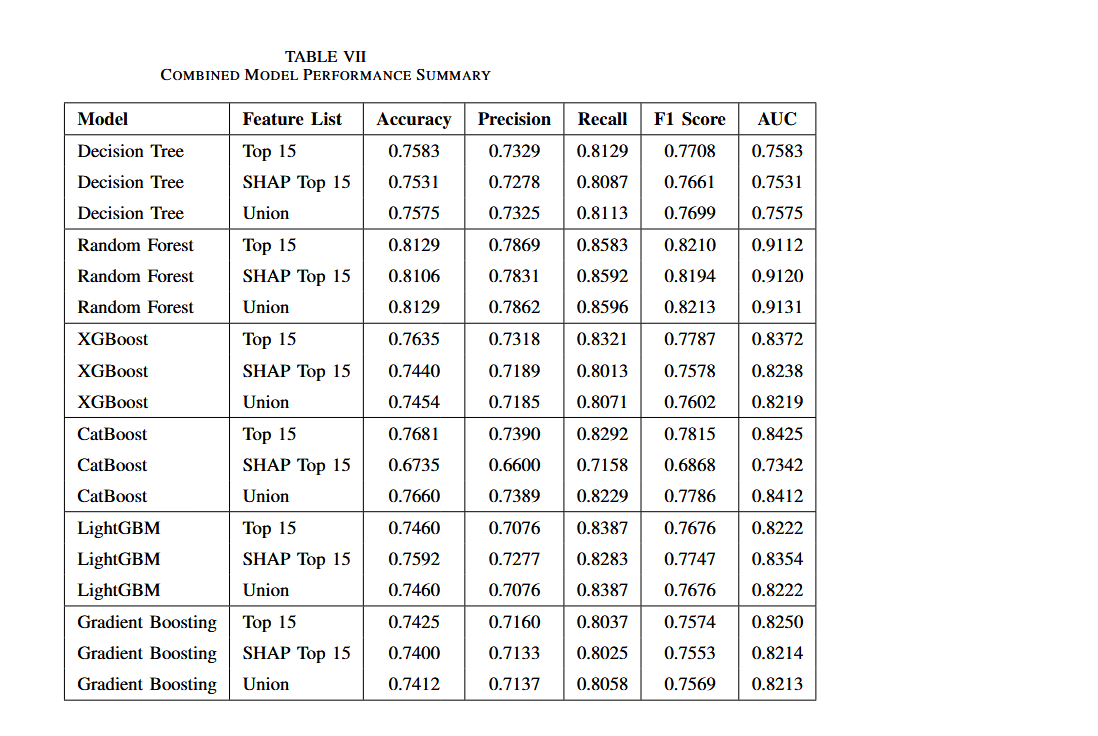 TABLE VII
COMBINED MODEL PERFORMANCE SUMMARY
Model Feature List Accuracy Precision Recall F1 Score AUC
Decision Tree Top 15 0.7583 0.7329 0.8129 0.7708 0.7583
Decision Tree SHAP Top 15 0.7531 0.7278 0.8087 0.7661 0.7531
Decision Tree Union 0.7575 0.7325 0.8113 0.7699 0.7575
Random Forest Top 15 0.8129 0.7869 0.8583 0.8210 0.9112
Random Forest SHAP Top 15 0.8106 0.7831 0.8592 0.8194 0.9120
Random Forest Union 0.8129 0.7862 0.8596 0.8213 0.9131
XGBoost Top 15 0.7635 0.7318 0.8321 0.7787 0.8372
XGBoost SHAP Top 15 0.7440 0.7189 0.8013 0.7578 0.8238
XGBoost Union 0.7454 0.7185 0.8071 0.7602 0.8219
CatBoost Top 15 0.7681 0.7390 0.8292 0.7815 0.8425
CatBoost SHAP Top 15 0.6735 0.6600 0.7158 0.6868 0.7342
CatBoost Union 0.7660 0.7389 0.8229 0.7786 0.8412
LightGBM Top 15 0.7460 0.7076 0.8387 0.7676 0.8222
LightGBM SHAP Top 15 0.7592 0.7277 0.8283 0.7747 0.8354
LightGBM Union 0.7460 0.7076 0.8387 0.7676 0.8222
Gradient Boosting Top 15 0.7425 0.7160 0.8037 0.7574 0.8250
Gradient Boosting SHAP Top 15 0.7400 0.7133 0.8025 0.7553 0.8214
Gradient Boosting Union 0.7412 0.7137 0.8058 0.7569 0.8213